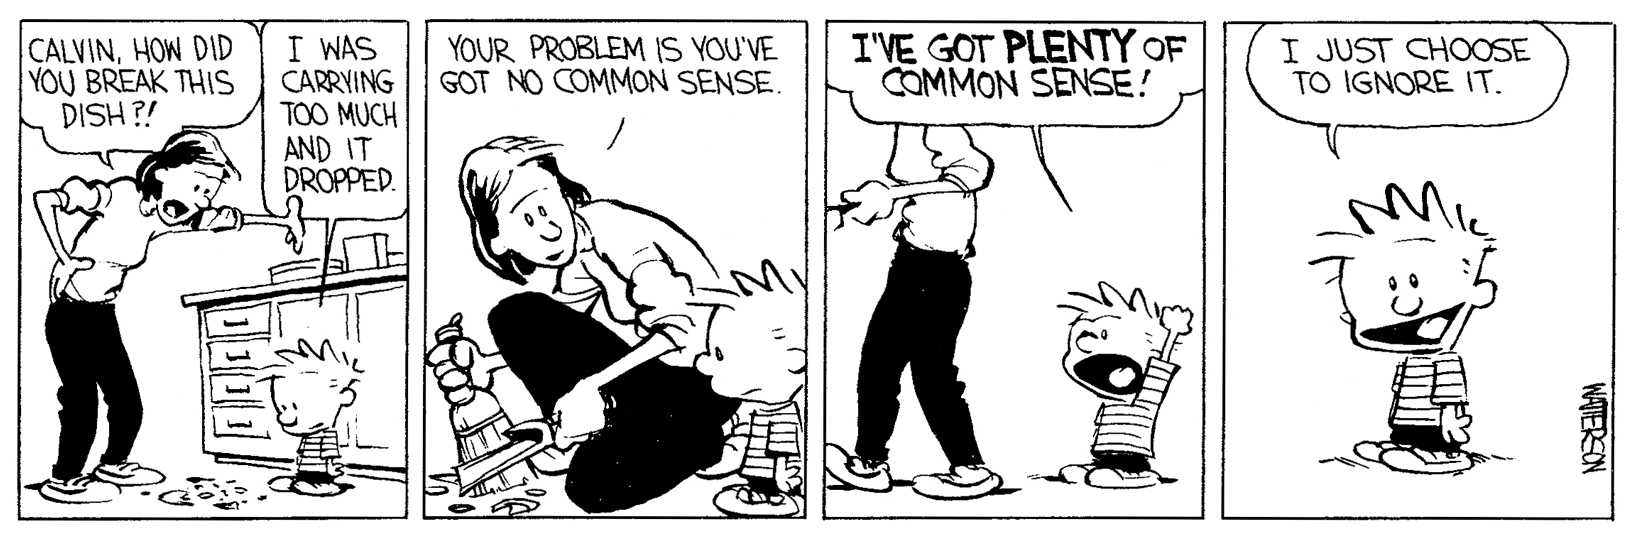 CALVIN, HOW DID
YOU BREAK THIS
DISH?!
I WAS
CARRYING
TOO MUCH
AND IT
DROPPED.
YOUR PROBLEM IS YOU'VE
GOT NO COMMON SENSE.
I'VE GOT PLENTY OF
COMMON SENSE!
I JUST CHOOSE
TO IGNORE IT.
WATTERSON